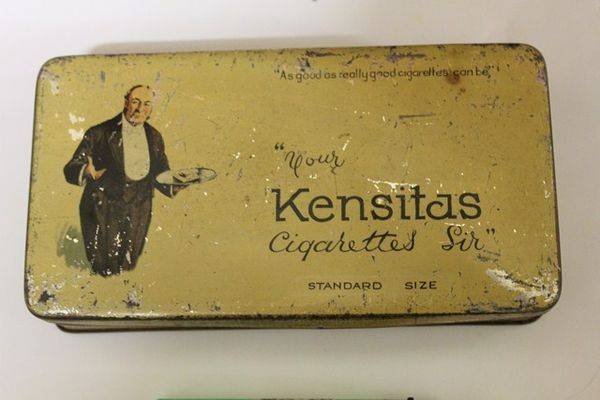 "As good as really good cigarettes can be"
"Your
Kensitas
Cigarettes Sir"
STANDARD SIZE